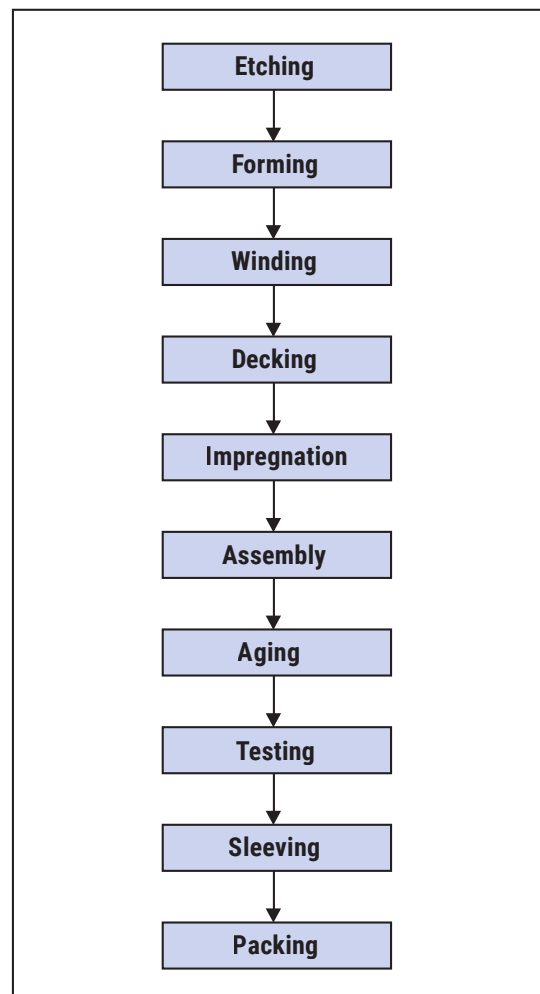 Etching
Forming
Winding
Decking
Impregnation
Assembly
Aging
Testing
Sleeving
Packing